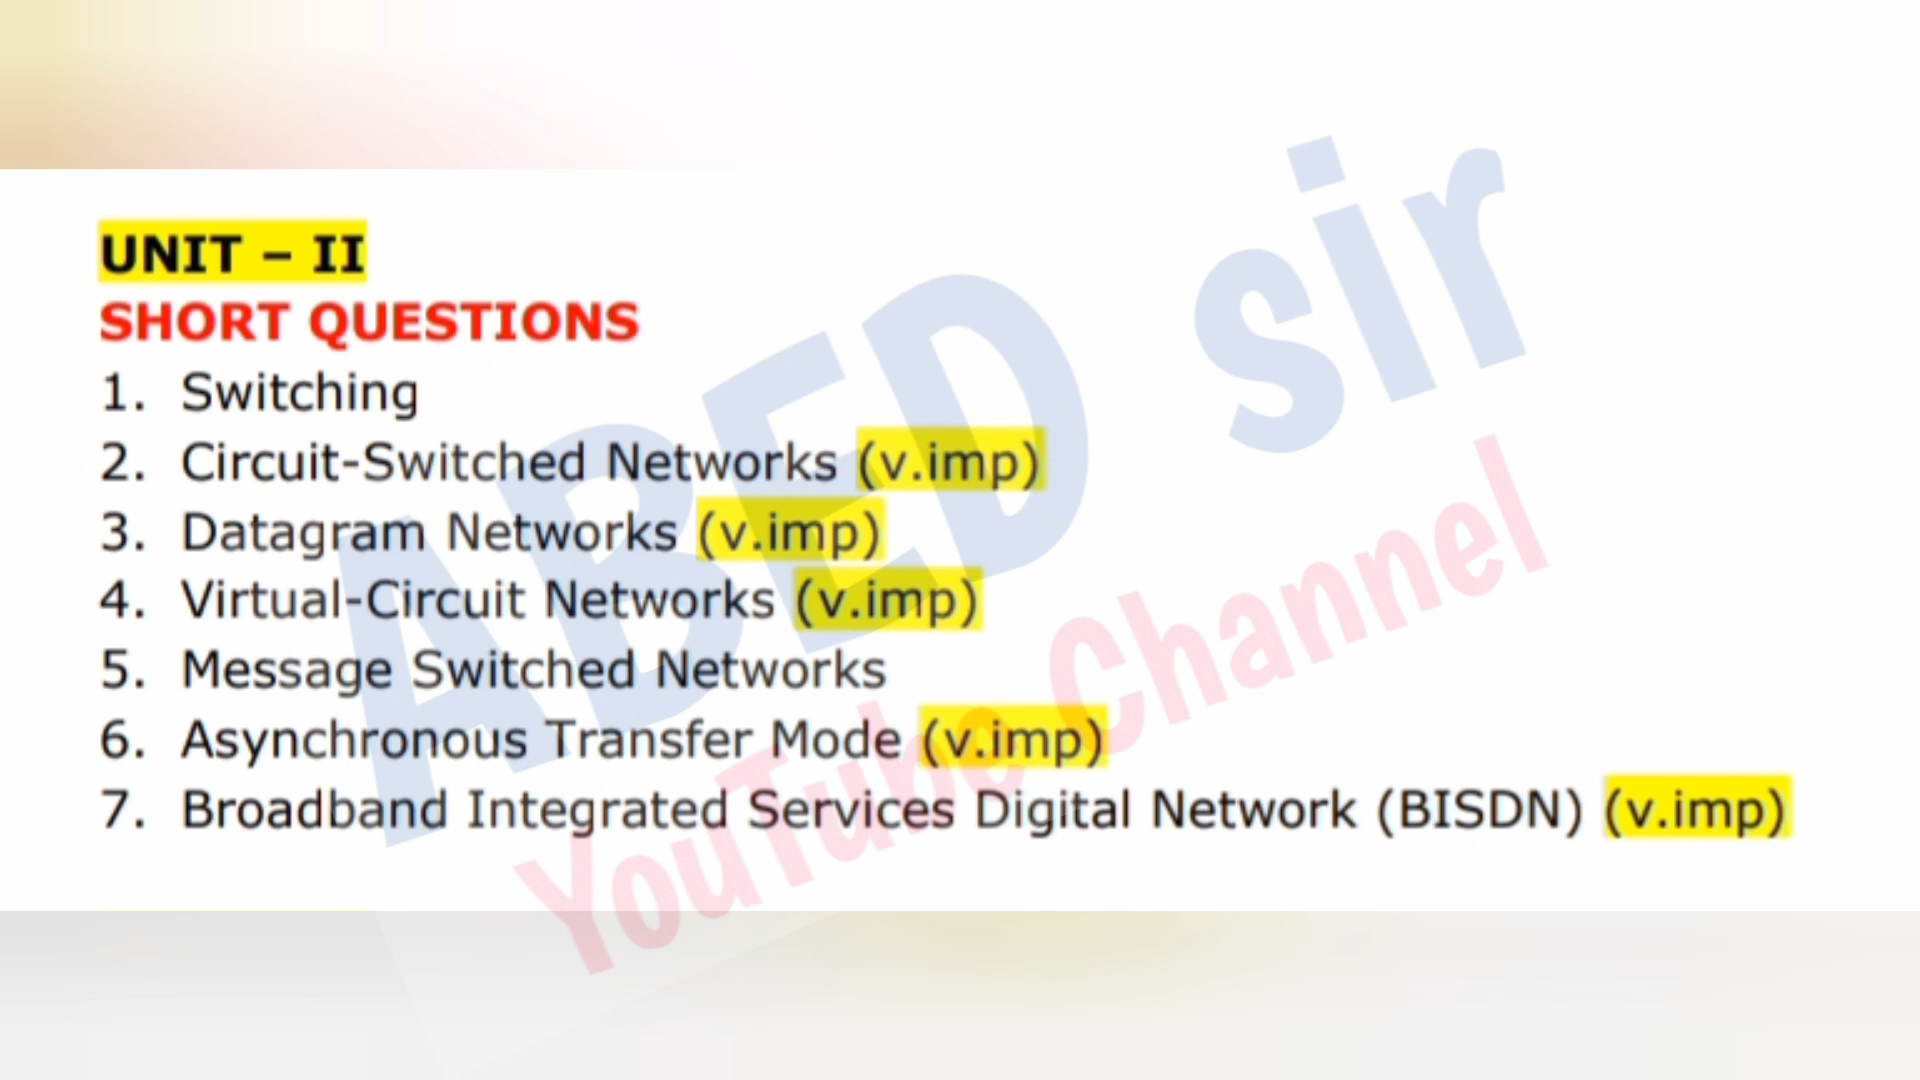 UNIT – II
SHORT QUESTIONS
1. Switching
2. Circuit-Switched Networks (v.imp)
3. Datagram Networks (v.imp)
4. Virtual-Circuit Networks (v.imp)
5. Message Switched Networks
6. Asynchronous Transfer Mode (v.imp)
7. Broadband Integrated Services Digital Network (BISDN) (v.imp)
ABED sir
YouTube Channel